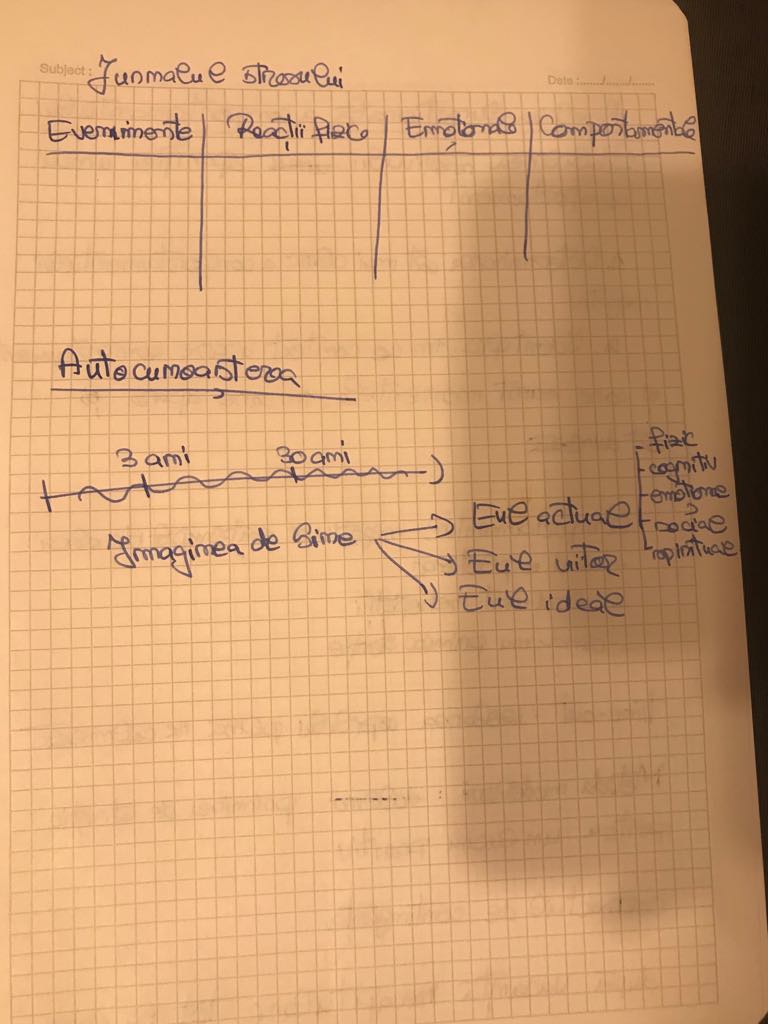 Subject: Jurnalul stresului
Date :....../....../......
Evenimente | Reacții fizice | Emoționale | Comportamentale
Autocunoașterea
3 ani 30 ani
Imaginea de Sine
Eul actual
Eul viitor
Eul ideal
- fizic
- cognitiv
- emoțional
- social
- spirituale